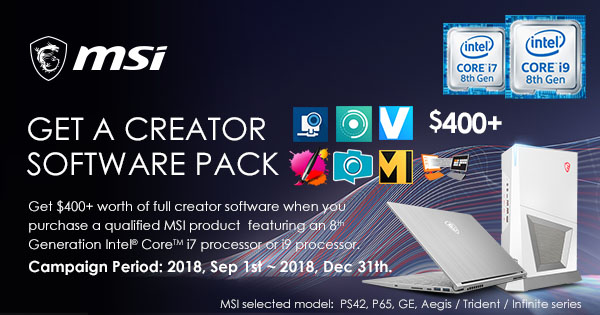 msi
intel
CORE i7
8th Gen
intel
CORE i9
8th Gen
GET A CREATOR
SOFTWARE PACK
V
$400+
M
Get $400+ worth of full creator software when you
purchase a qualified MSI product featuring an 8th
Generation Intel® Core™ i7 processor or i9 processor.
Campaign Period: 2018, Sep 1st ~ 2018, Dec 31th.
MSI selected model: PS42, P65, GE, Aegis / Trident / Infinite series